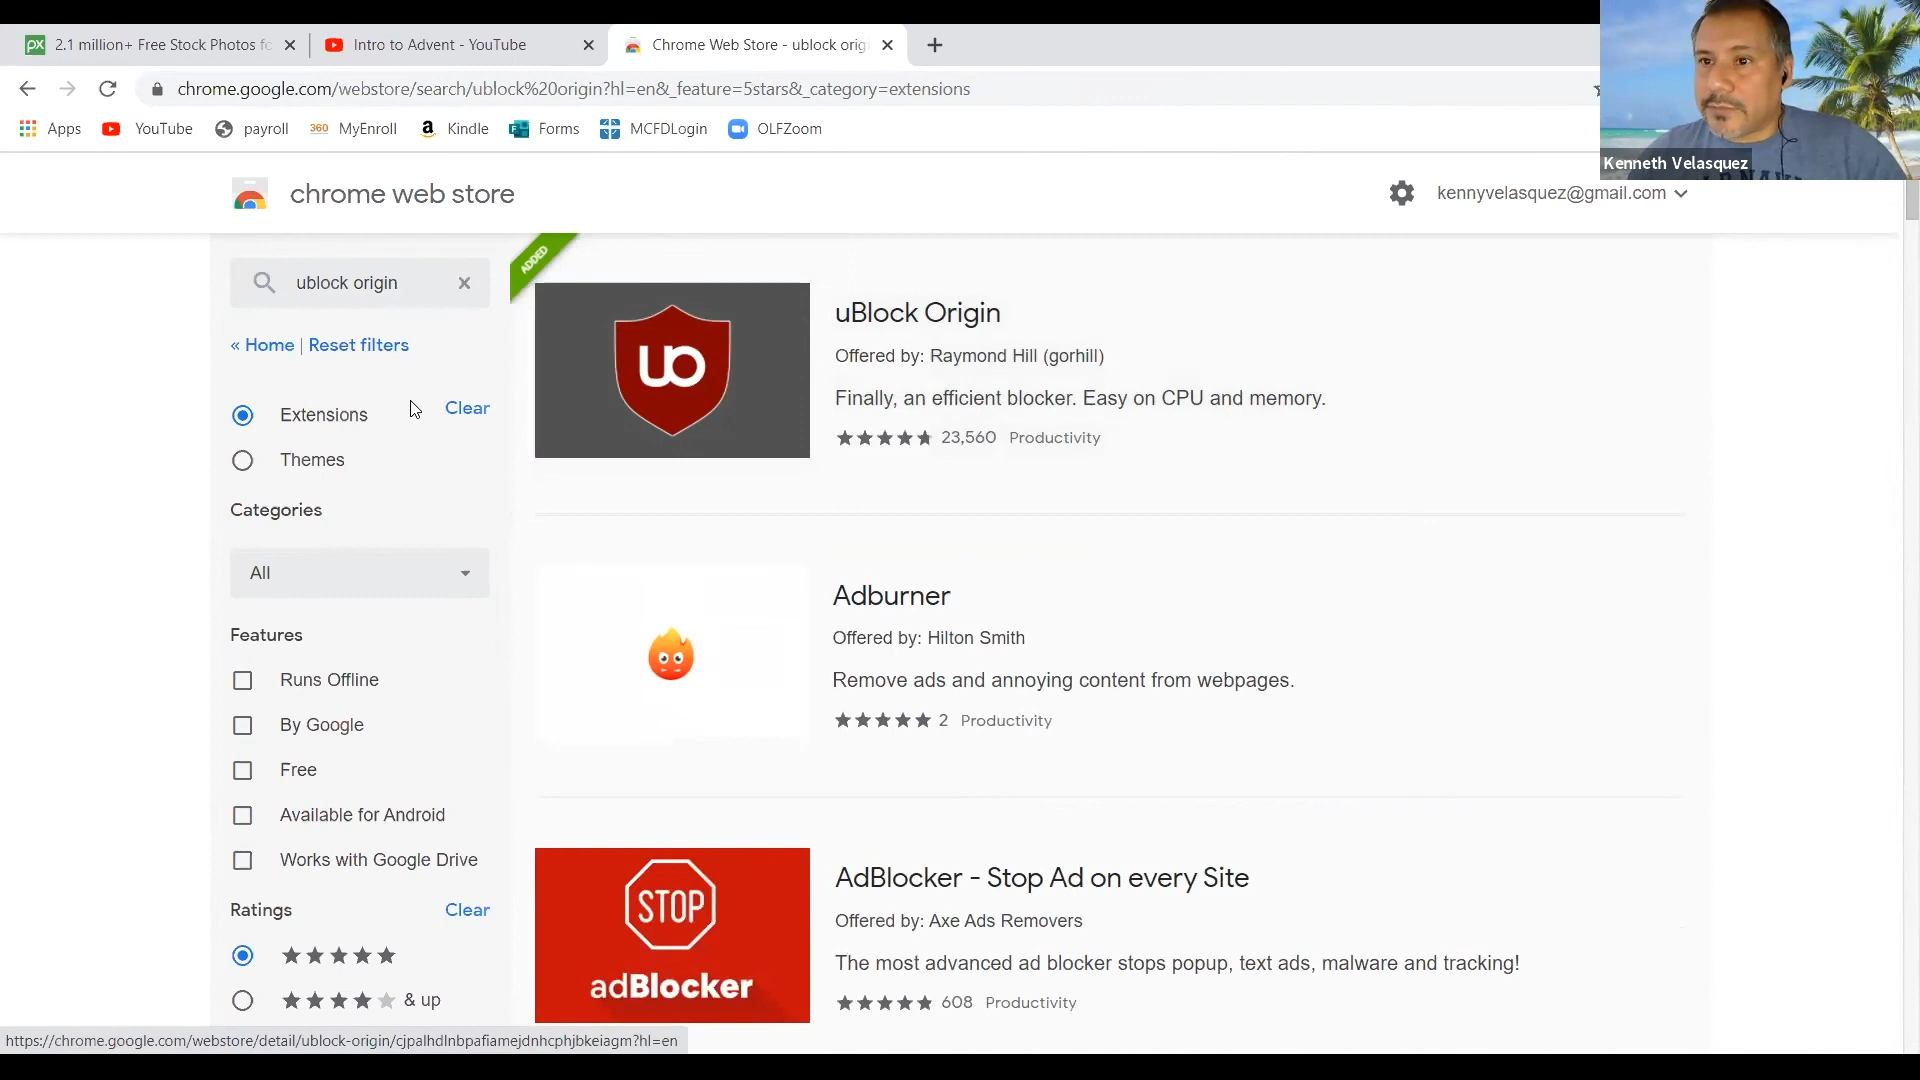 2.1 million+ Free Stock Photos fo
Intro to Advent - YouTube
Chrome Web Store - ublock orig
chrome.google.com/webstore/search/ublock%20origin?hl=en&_feature=5stars&_category=extensions
Apps
YouTube
payroll
360 MyEnroll
Kindle
Forms
MCFDLogin
OLFZoom
Kenneth Velasquez
chrome web store
kennyvelasquez@gmail.com
ublock origin
« Home | Reset filters
Extensions
Clear
Themes
Categories
All
Features
Runs Offline
By Google
Free
Available for Android
Works with Google Drive
Ratings
Clear
& up
ADDED
uBlock Origin
Offered by: Raymond Hill (gorhill)
Finally, an efficient blocker. Easy on CPU and memory.
23,560 Productivity
Adburner
Offered by: Hilton Smith
Remove ads and annoying content from webpages.
2 Productivity
STOP
adBlocker
AdBlocker - Stop Ad on every Site
Offered by: Axe Ads Removers
The most advanced ad blocker stops popup, text ads, malware and tracking!
608 Productivity
https://chrome.google.com/webstore/detail/ublock-origin/cjpalhdlnbpafiamejdnhcphjbkeiagm?hl=en